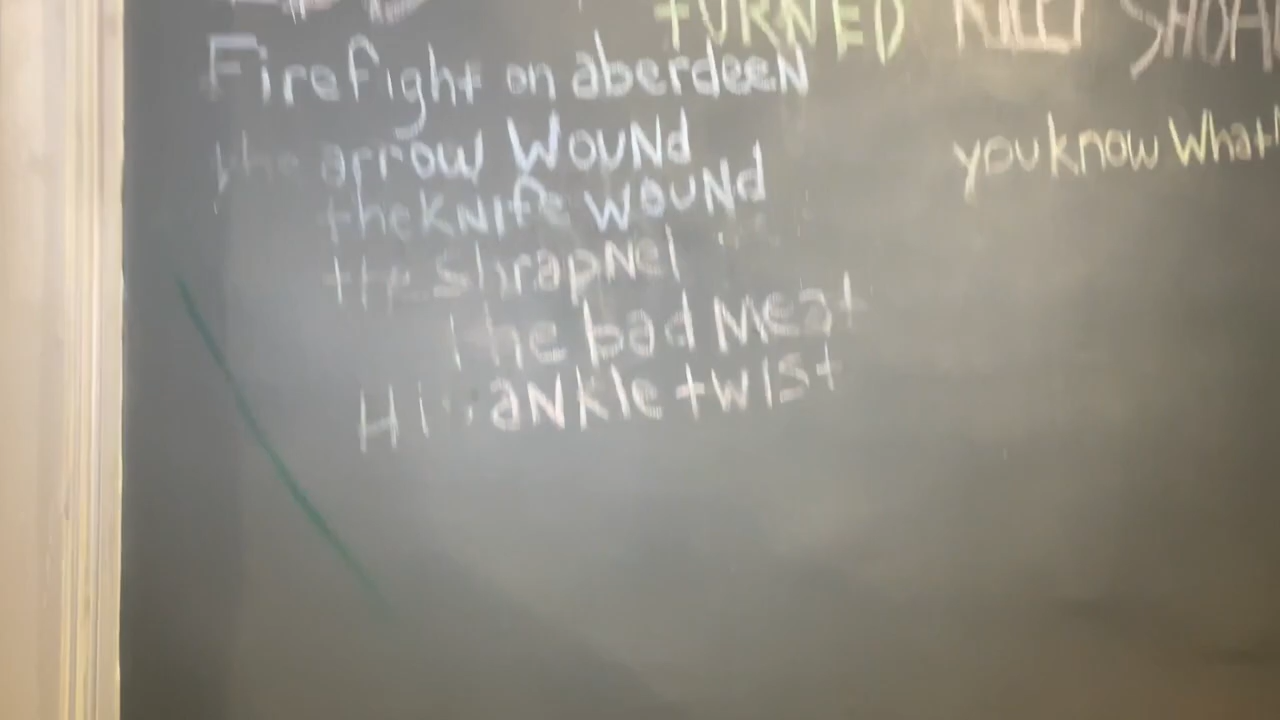 TURNED
Firefight on aberdeen
the arrow WOUNd
you know What
the KNIfe WOUNd
the ShrapNel
The bad Meat
aNkle twist